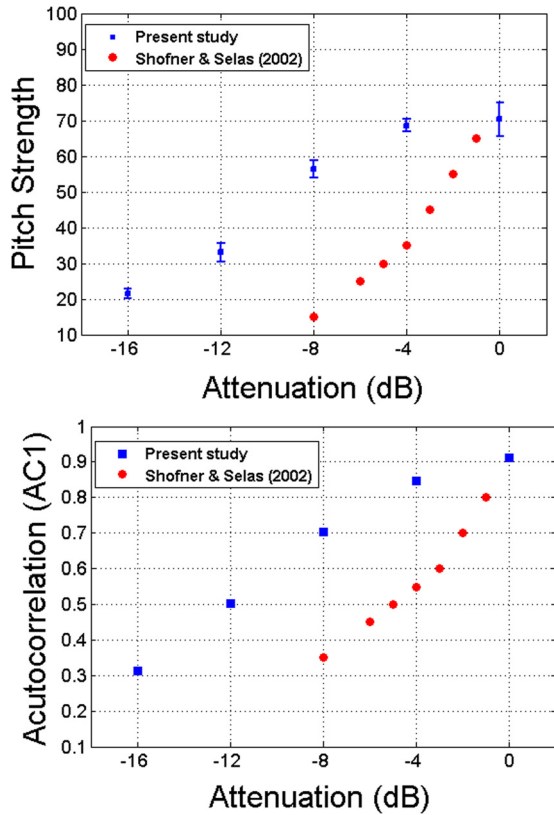 100
90
80
70
60
50
40
30
20
10
Pitch Strength
Present study
Shofner & Selas (2002)
-16 -12 -8 -4 0
Attenuation (dB)
1
0.9
0.8
0.7
0.6
0.5
0.4
0.3
0.2
0.1
Acutocorrelation (AC1)
Present study
Shofner & Selas (2002)
-16 -12 -8 -4 0
Attenuation (dB)